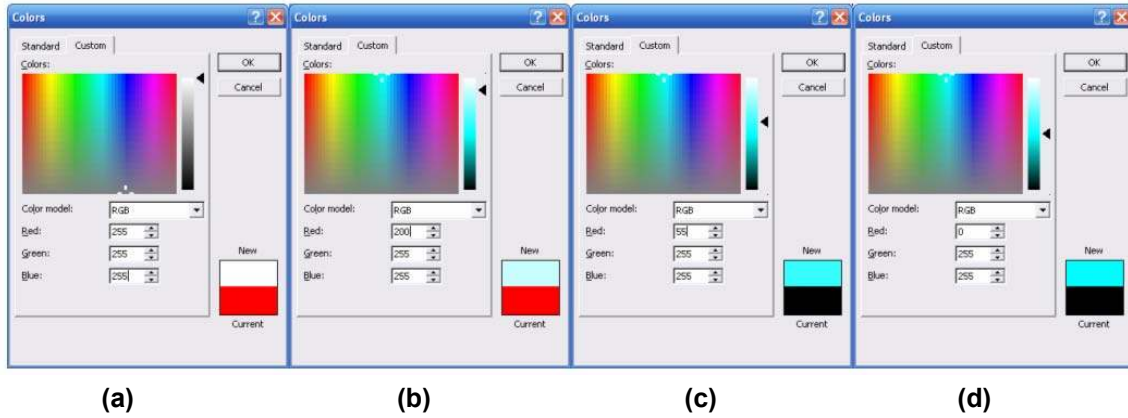 Colors
Standard Custom
Colors:
OK
Cancel
Color model: RGB
Red: 255
Green: 255
Blue: 255
New
Current
(a)
Colors
Standard Custom
Colors:
OK
Cancel
Color model: RGB
Red: 200
Green: 255
Blue: 255
New
Current
(b)
Colors
Standard Custom
Colors:
OK
Cancel
Color model: RGB
Red: 55
Green: 255
Blue: 255
New
Current
(c)
Colors
Standard Custom
Colors:
OK
Cancel
Color model: RGB
Red: 0
Green: 255
Blue: 255
New
Current
(d)